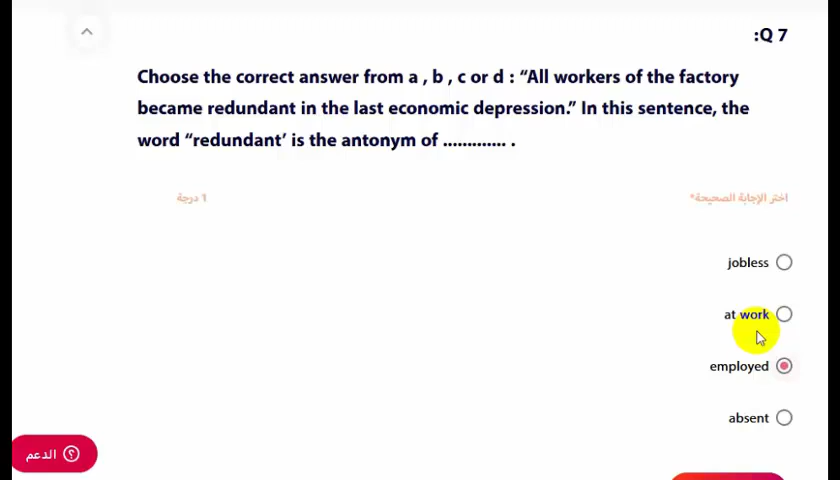 :Q 7
Choose the correct answer from a , b , c or d : “All workers of the factory
became redundant in the last economic depression.” In this sentence, the
word “redundant’ is the antonym of ............. .
اختر الإجابة الصحيحة*
1 درجة
jobless
at work
employed
absent
الدعم